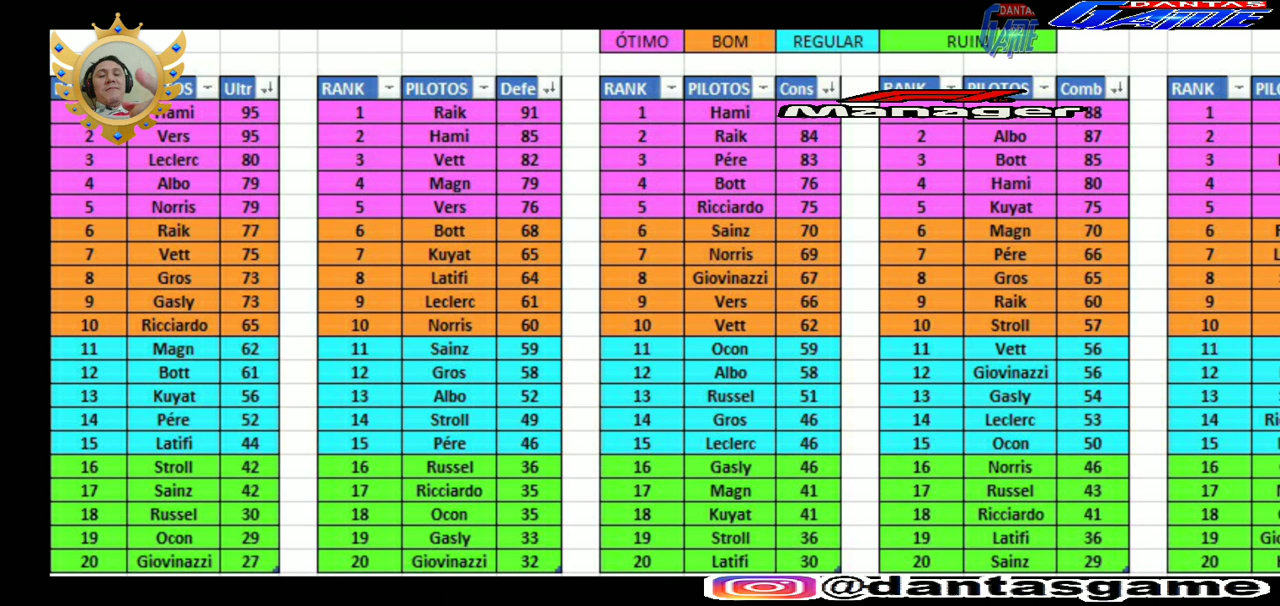 DANTAS GAME
DANTAS GAME
ÓTIMO BOM REGULAR RUIM
OS Ultr RANK PILOTOS Defe RANK PILOTOS Cons RANK PILOTOS Comb RANK
Manager
Hami 95 1 Raik 91 1 Hami 88 1
2 Vers 95 2 Hami 85 2 Raik 84 2 Albo 87 2
3 Leclerc 80 3 Vett 82 3 Pére 83 3 Bott 85 3
4 Albo 79 4 Magn 79 4 Bott 76 4 Hami 80 4
5 Norris 79 5 Vers 76 5 Ricciardo 75 5 Kuyat 75 5
6 Raik 77 6 Bott 68 6 Sainz 70 6 Magn 70 6
7 Vett 75 7 Kuyat 65 7 Norris 69 7 Pére 66 7
8 Gros 73 8 Latifi 64 8 Giovinazzi 67 8 Gros 65 8
9 Gasly 73 9 Leclerc 61 9 Vers 66 9 Raik 60 9
10 Ricciardo 65 10 Norris 60 10 Vett 62 10 Stroll 57 10
11 Magn 62 11 Sainz 59 11 Ocon 59 11 Vett 56 11
12 Bott 61 12 Gros 58 12 Albo 58 12 Giovinazzi 56 12
13 Kuyat 56 13 Albo 52 13 Russel 51 13 Gasly 54 13
14 Pére 52 14 Stroll 49 14 Gros 46 14 Leclerc 53 14
15 Latifi 44 15 Pére 46 15 Leclerc 46 15 Ocon 50 15
16 Stroll 42 16 Russel 36 16 Gasly 46 16 Norris 46 16
17 Sainz 42 17 Ricciardo 35 17 Magn 41 17 Russel 43 17
18 Russel 30 18 Ocon 35 18 Kuyat 41 18 Ricciardo 41 18
19 Ocon 29 19 Gasly 33 19 Stroll 36 19 Latifi 36 19
20 Giovinazzi 27 20 Giovinazzi 32 20 Latifi 30 20 Sainz 29 20
@dantasgame